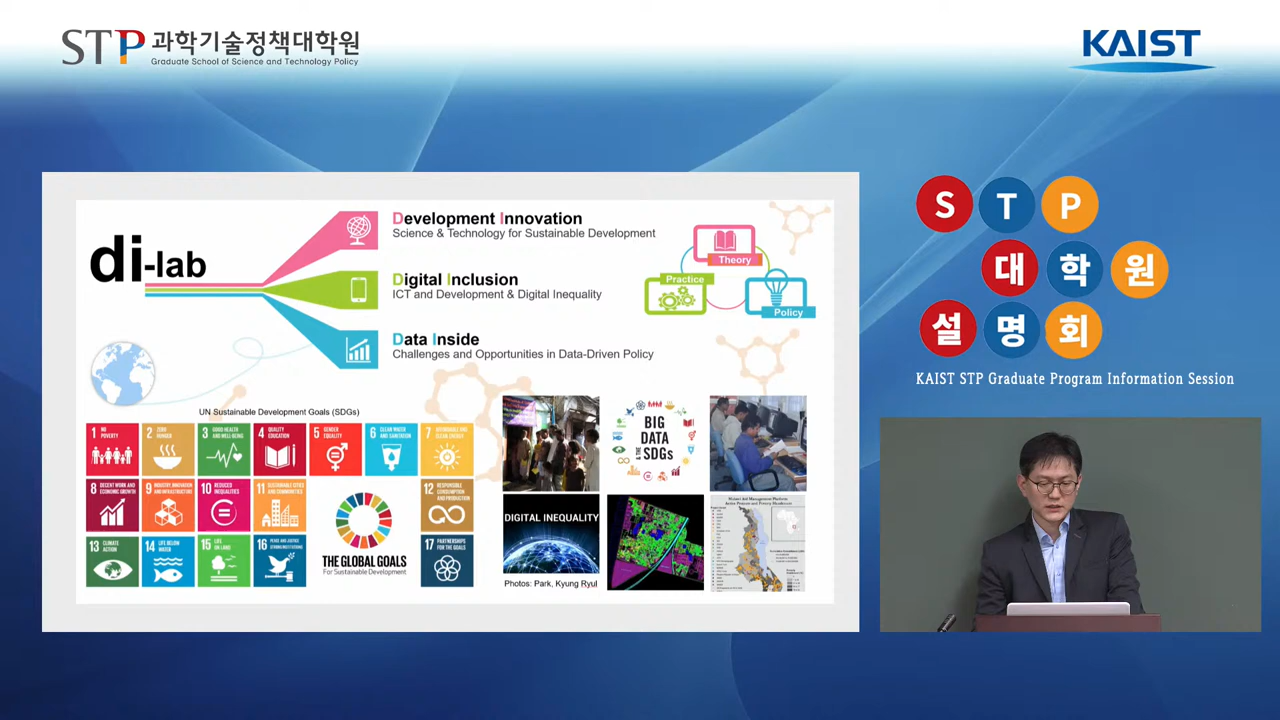 STP 과학기술정책대학원
Graduate School of Science and Technology Policy
KAIST
di-lab
Development Innovation
Science & Technology for Sustainable Development
Digital Inclusion
ICT and Development & Digital Inequality
Data Inside
Challenges and Opportunities in Data-Driven Policy
Theory
Practice
Policy
UN Sustainable Development Goals (SDGs)
1 NO POVERTY
2 ZERO HUNGER
3 GOOD HEALTH AND WELL-BEING
4 QUALITY EDUCATION
5 GENDER EQUALITY
6 CLEAN WATER AND SANITATION
7 AFFORDABLE AND CLEAN ENERGY
8 DECENT WORK AND ECONOMIC GROWTH
9 INDUSTRY, INNOVATION AND INFRASTRUCTURE
10 REDUCED INEQUALITIES
11 SUSTAINABLE CITIES AND COMMUNITIES
12 RESPONSIBLE CONSUMPTION AND PRODUCTION
13 CLIMATE ACTION
14 LIFE BELOW WATER
15 LIFE ON LAND
16 PEACE AND JUSTICE
17 PARTNERSHIPS FOR THE GOALS
THE GLOBAL GOALS
For Sustainable Development
BIG
DATA
& THE
SDGs
DIGITAL INEQUALITY
Malawi Aid Management Platform
Photos: Park, Kyung Ryul
S T P
대 학 원
설 명 회
KAIST STP Graduate Program Information Session